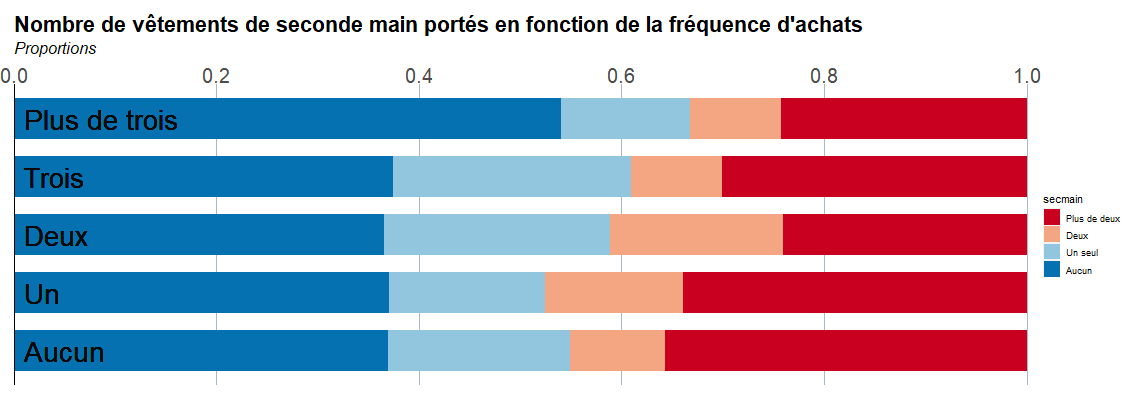 Nombre de vêtements de seconde main portés en fonction de la fréquence d'achats
Proportions
0.0 0.2 0.4 0.6 0.8 1.0
Plus de trois
Trois
Deux
Un
Aucun
secmain
Plus de deux
Deux
Un seul
Aucun